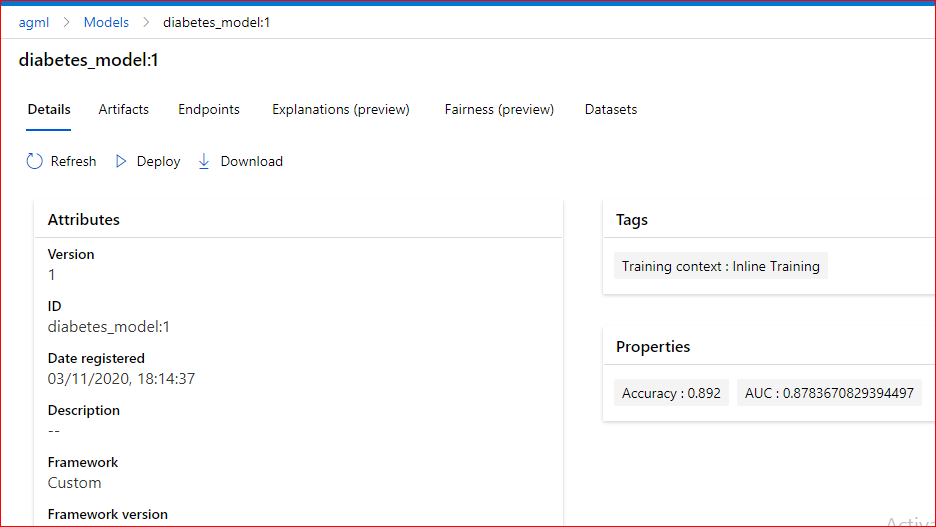 agml > Models > diabetes_model:1
diabetes_model:1
Details Artifacts Endpoints Explanations (preview) Fairness (preview) Datasets
Refresh Deploy Download
Attributes
Version
1
ID
diabetes_model:1
Date registered
03/11/2020, 18:14:37
Description
--
Framework
Custom
Framework version
Tags
Training context : Inline Training
Properties
Accuracy : 0.892 AUC : 0.8783670829394497